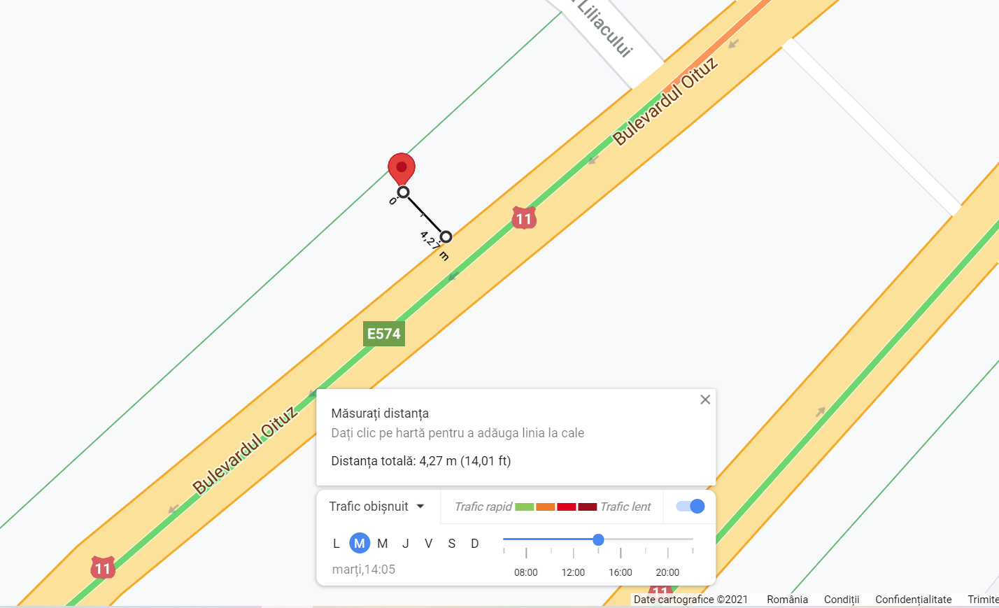 Liliacului
Bulevardul Oituz
11
0
4,27 m
E574
Bulevardul Oituz
Măsurați distanța
Dați clic pe hartă pentru a adăuga linia la cale
Distanța totală: 4,27 m (14,01 ft)
Trafic obișnuit
Trafic rapid
Trafic lent
L M M J V S D
marți,14:05
08:00 12:00 16:00 20:00
11
11
Date cartografice ©2021 România Condiții Confidențialitate Trimite